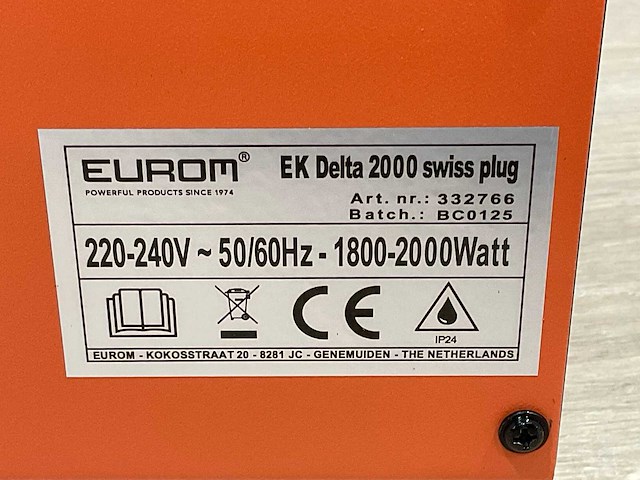 EUROM®
POWERFUL PRODUCTS SINCE 1974
EK Delta 2000 swiss plug
Art. nr.: 332766
Batch.: BC0125
220-240V ~ 50/60Hz - 1800-2000Watt
CE
IP24
EUROM - KOKOSSTRAAT 20 - 8281 JC - GENEMUIDEN - THE NETHERLANDS